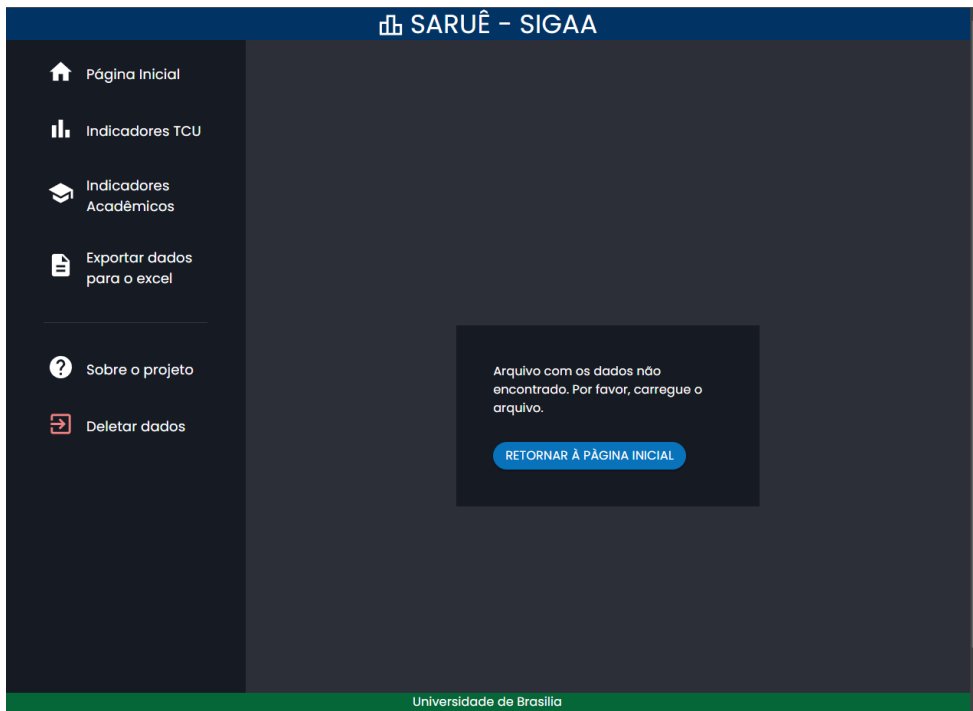 SARUÊ - SIGAA
Página Inicial
Indicadores TCU
Indicadores
Acadêmicos
Exportar dados
para o excel
Sobre o projeto
Deletar dados
Arquivo com os dados não
encontrado. Por favor, carregue o
arquivo.
RETORNAR À PÀGINA INICIAL
Universidade de Brasilia